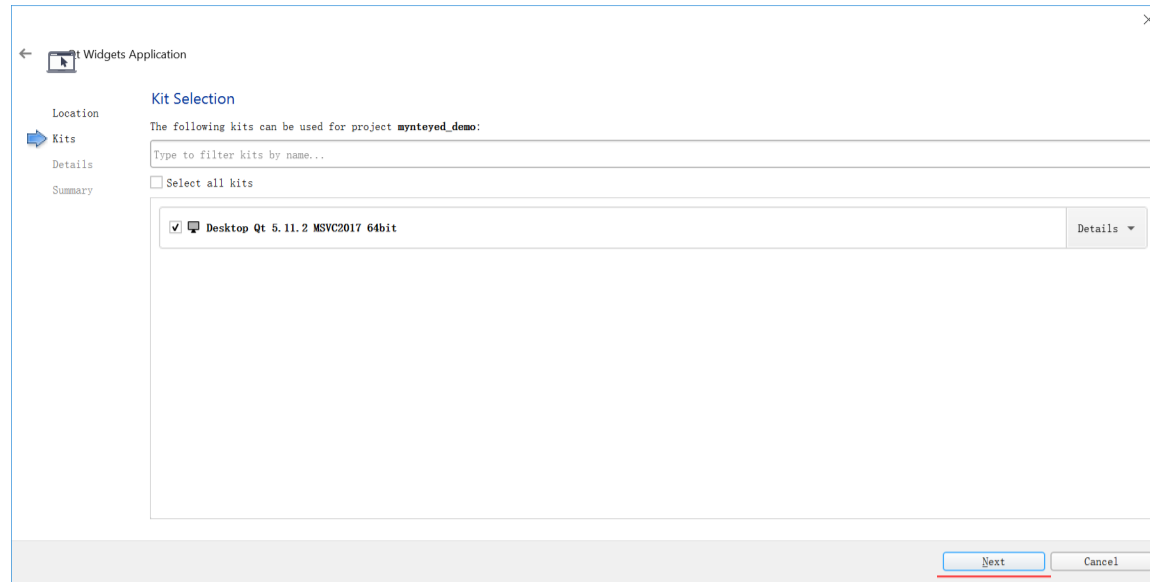 t Widgets Application
Kit Selection
Location
The following kits can be used for project mynteyed_demo:
Kits
Type to filter kits by name...
Details
Select all kits
Summary
Desktop Qt 5.11.2 MSVC2017 64bit
Details
Next
Cancel